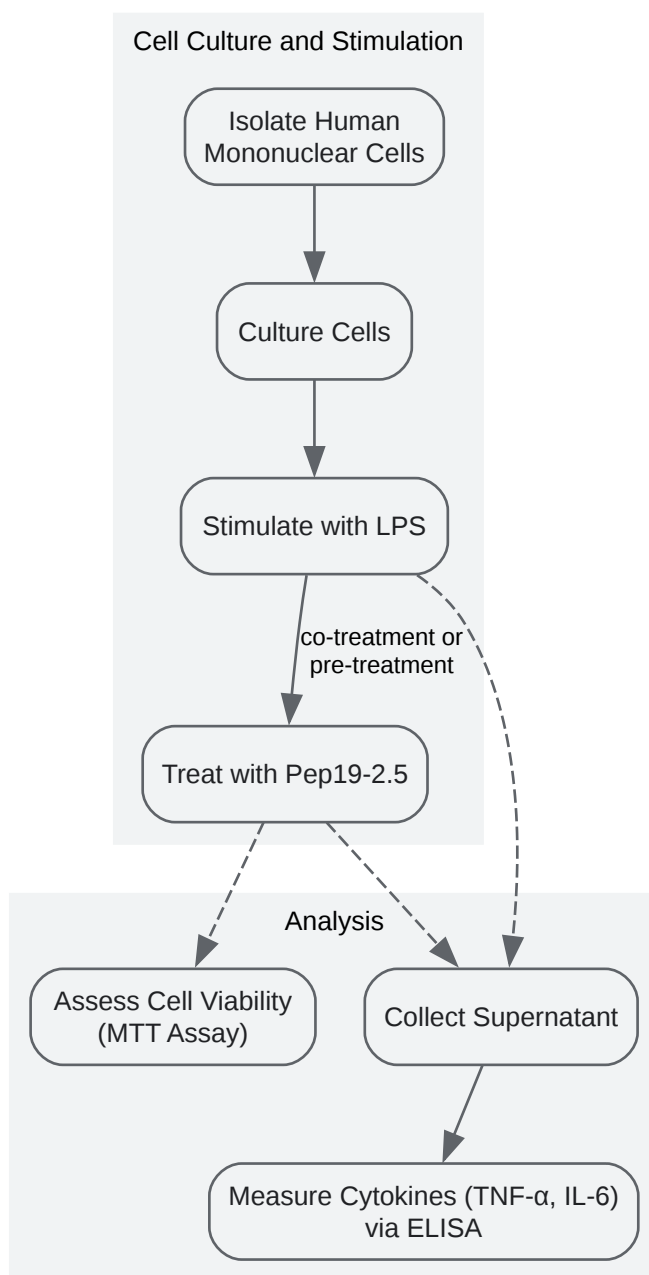 Cell Culture and Stimulation
Isolate Human
Mononuclear Cells
Culture Cells
Stimulate with LPS
co-treatment or
pre-treatment
Treat with Pep19-2.5
Analysis
Assess Cell Viability
(MTT Assay)
Collect Supernatant
Measure Cytokines (TNF-α, IL-6)
via ELISA